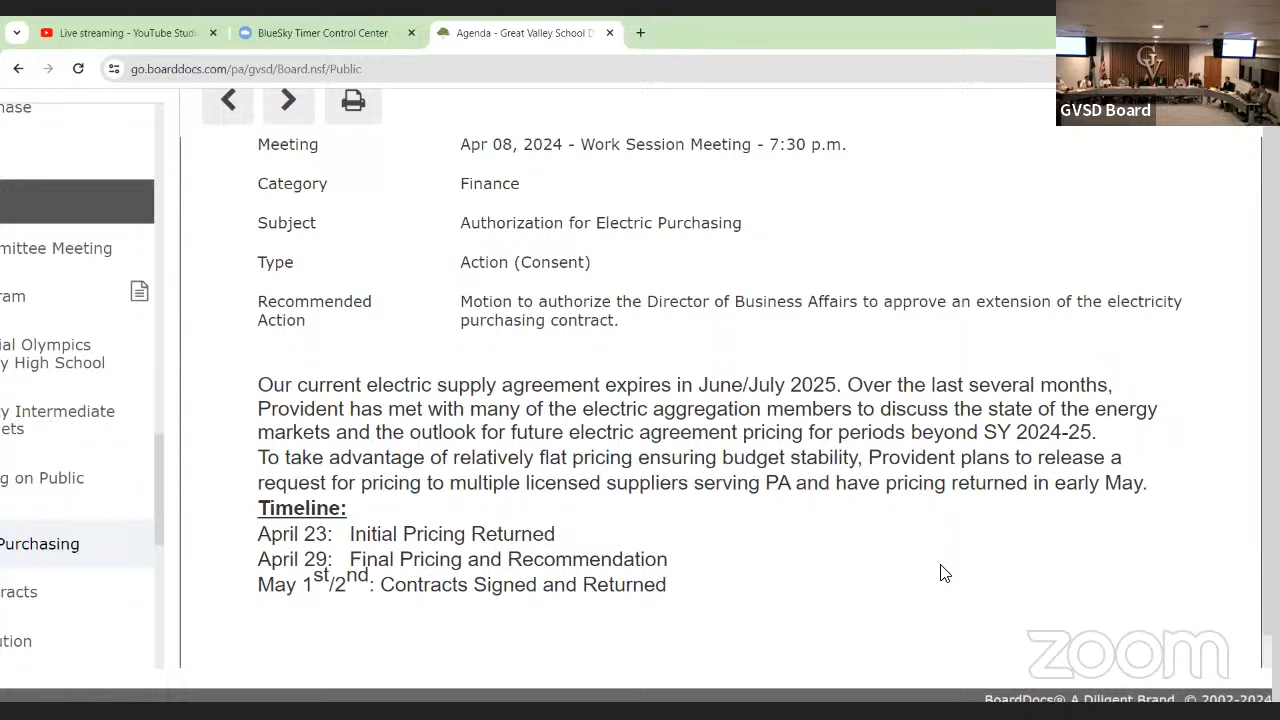 Live streaming - YouTube Studi
BlueSky Timer Control Center
Agenda - Great Valley School D
go.boarddocs.com/pa/gvsd/Board.nsf/Public
GV
GVSD Board
hase
mittee Meeting
ram
ial Olympics
y High School
y Intermediate
ets
g on Public
Purchasing
racts
ution
Meeting Apr 08, 2024 - Work Session Meeting - 7:30 p.m.
Category Finance
Subject Authorization for Electric Purchasing
Type Action (Consent)
Recommended Motion to authorize the Director of Business Affairs to approve an extension of the electricity
Action purchasing contract.
Our current electric supply agreement expires in June/July 2025. Over the last several months,
Provident has met with many of the electric aggregation members to discuss the state of the energy
markets and the outlook for future electric agreement pricing for periods beyond SY 2024-25.
To take advantage of relatively flat pricing ensuring budget stability, Provident plans to release a
request for pricing to multiple licensed suppliers serving PA and have pricing returned in early May.
Timeline:
April 23: Initial Pricing Returned
April 29: Final Pricing and Recommendation
May 1st/2nd: Contracts Signed and Returned
zoom
BoardDocs® A Diligent Brand. © 2002-2024